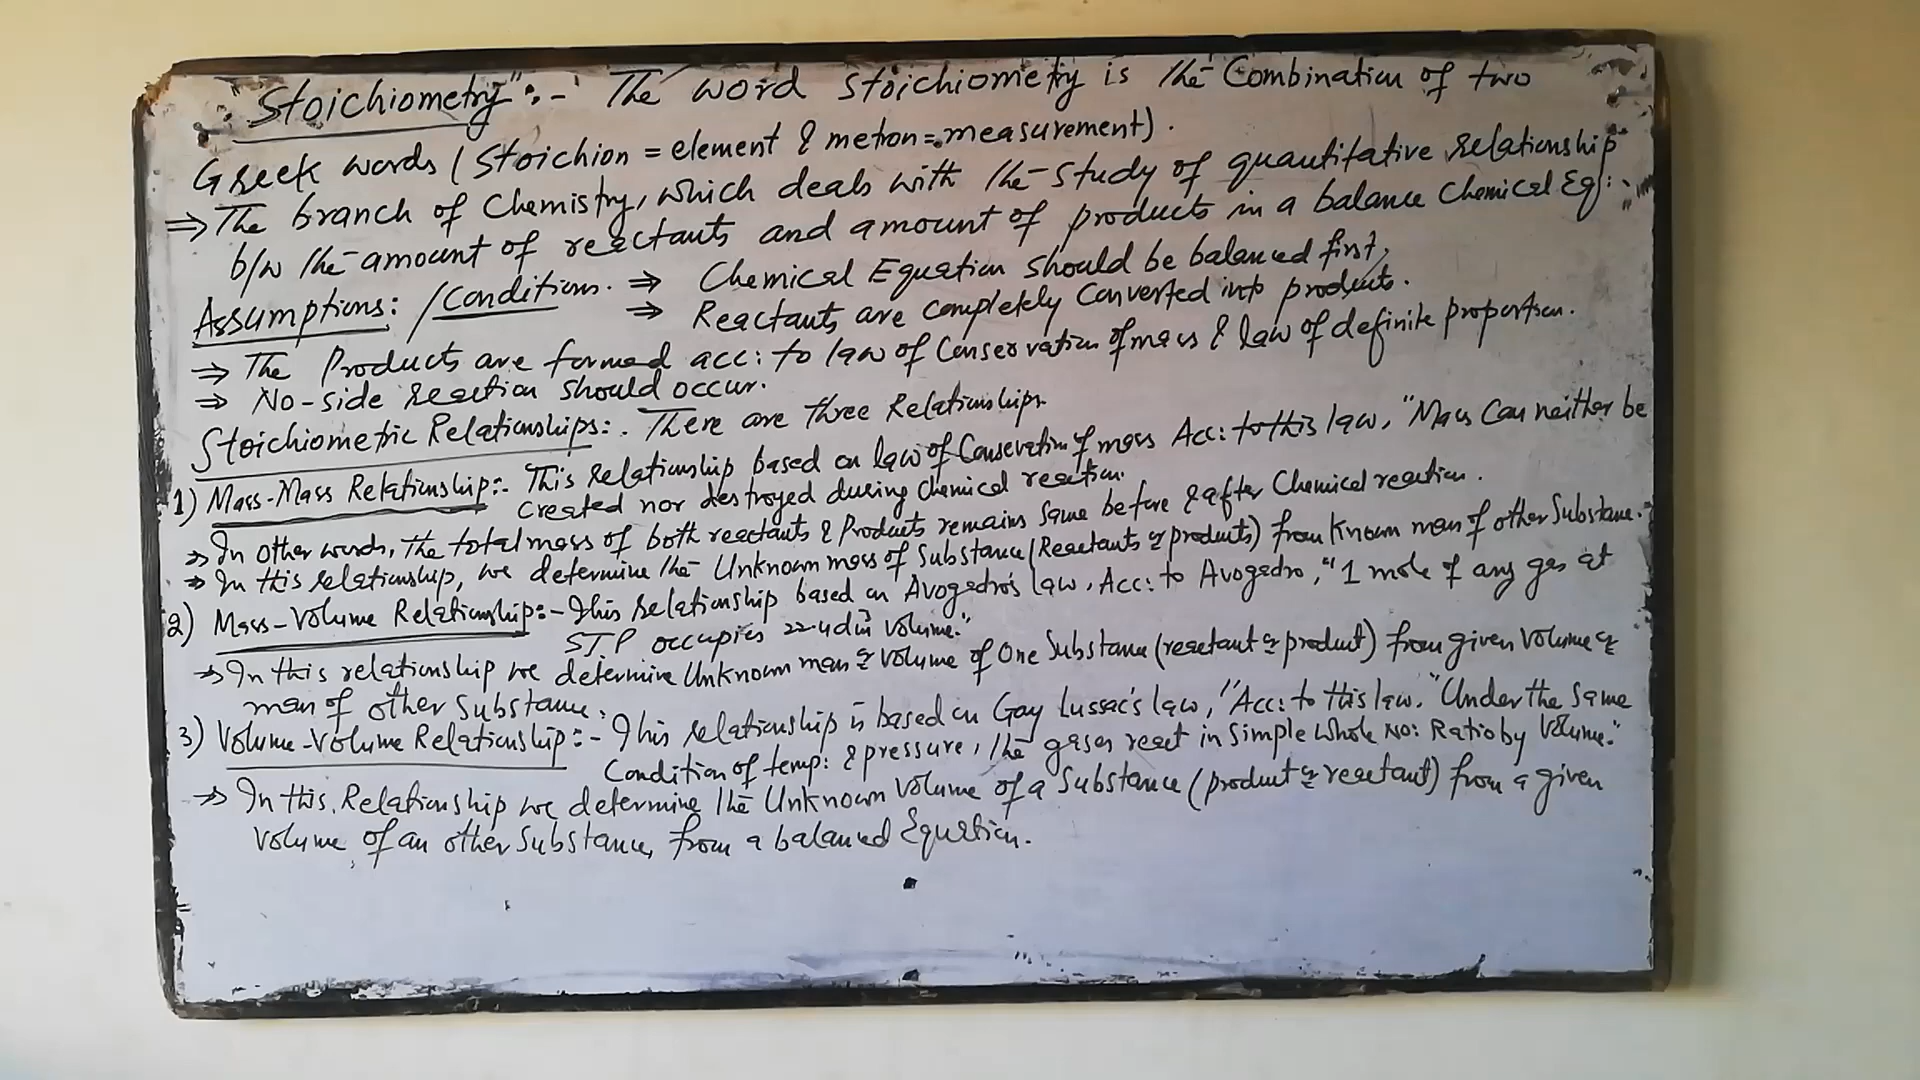 "Stoichiometry":- The word stoichiometry is the Combination of two
Greek words (Stoichion = element & metron = measurement).
⇒ The branch of Chemistry, which deals with the study of quantitative relationship
b/w the amount of reactants and amount of products in a balance Chemical Eq:.
Assumptions: /Conditions. ⇒ Chemical Equation should be balanced first.
⇒ Reactants are completely Converted into products.
⇒ The Products are formed acc: to law of Conservation of mass & law of definite proportion.
⇒ No-side reaction should occur.
Stoichiometric Relationships:. There are three Relationships.
1) Mass-Mass Relationship:- This relationship based on law of Conservation of mass Acc: to this law, "Mass Can neither be
Created nor destroyed during Chemical reaction.
⇒ In other words, The total mass of both reactants & Products remains same before & after Chemical reaction.
⇒ In this relationship, we determine the Unknown mass of Substance (Reactants or products) from Known mass of other Substance.
2) Mass-Volume Relationship:- This relationship based on Avogadro's law, Acc: to Avogadro, "1 mole of any gas at
STP occupies 22.4dm³ volume."
⇒ In this relationship we determine Unknown mass or volume of One Substance (reactant or product) from given Volume or
mass of other Substance.
3) Volume-Volume Relationship:- This relationship is based on Gay Lussac's law, "Acc: to this law. "Under the same
Condition of temp: & pressure, the gases react in Simple Whole No: Ratio by Volume."
⇒ In this Relationship we determine the Unknown Volume of a Substance (product or reactant) from a given
Volume of an other Substance, from a balanced Equation.